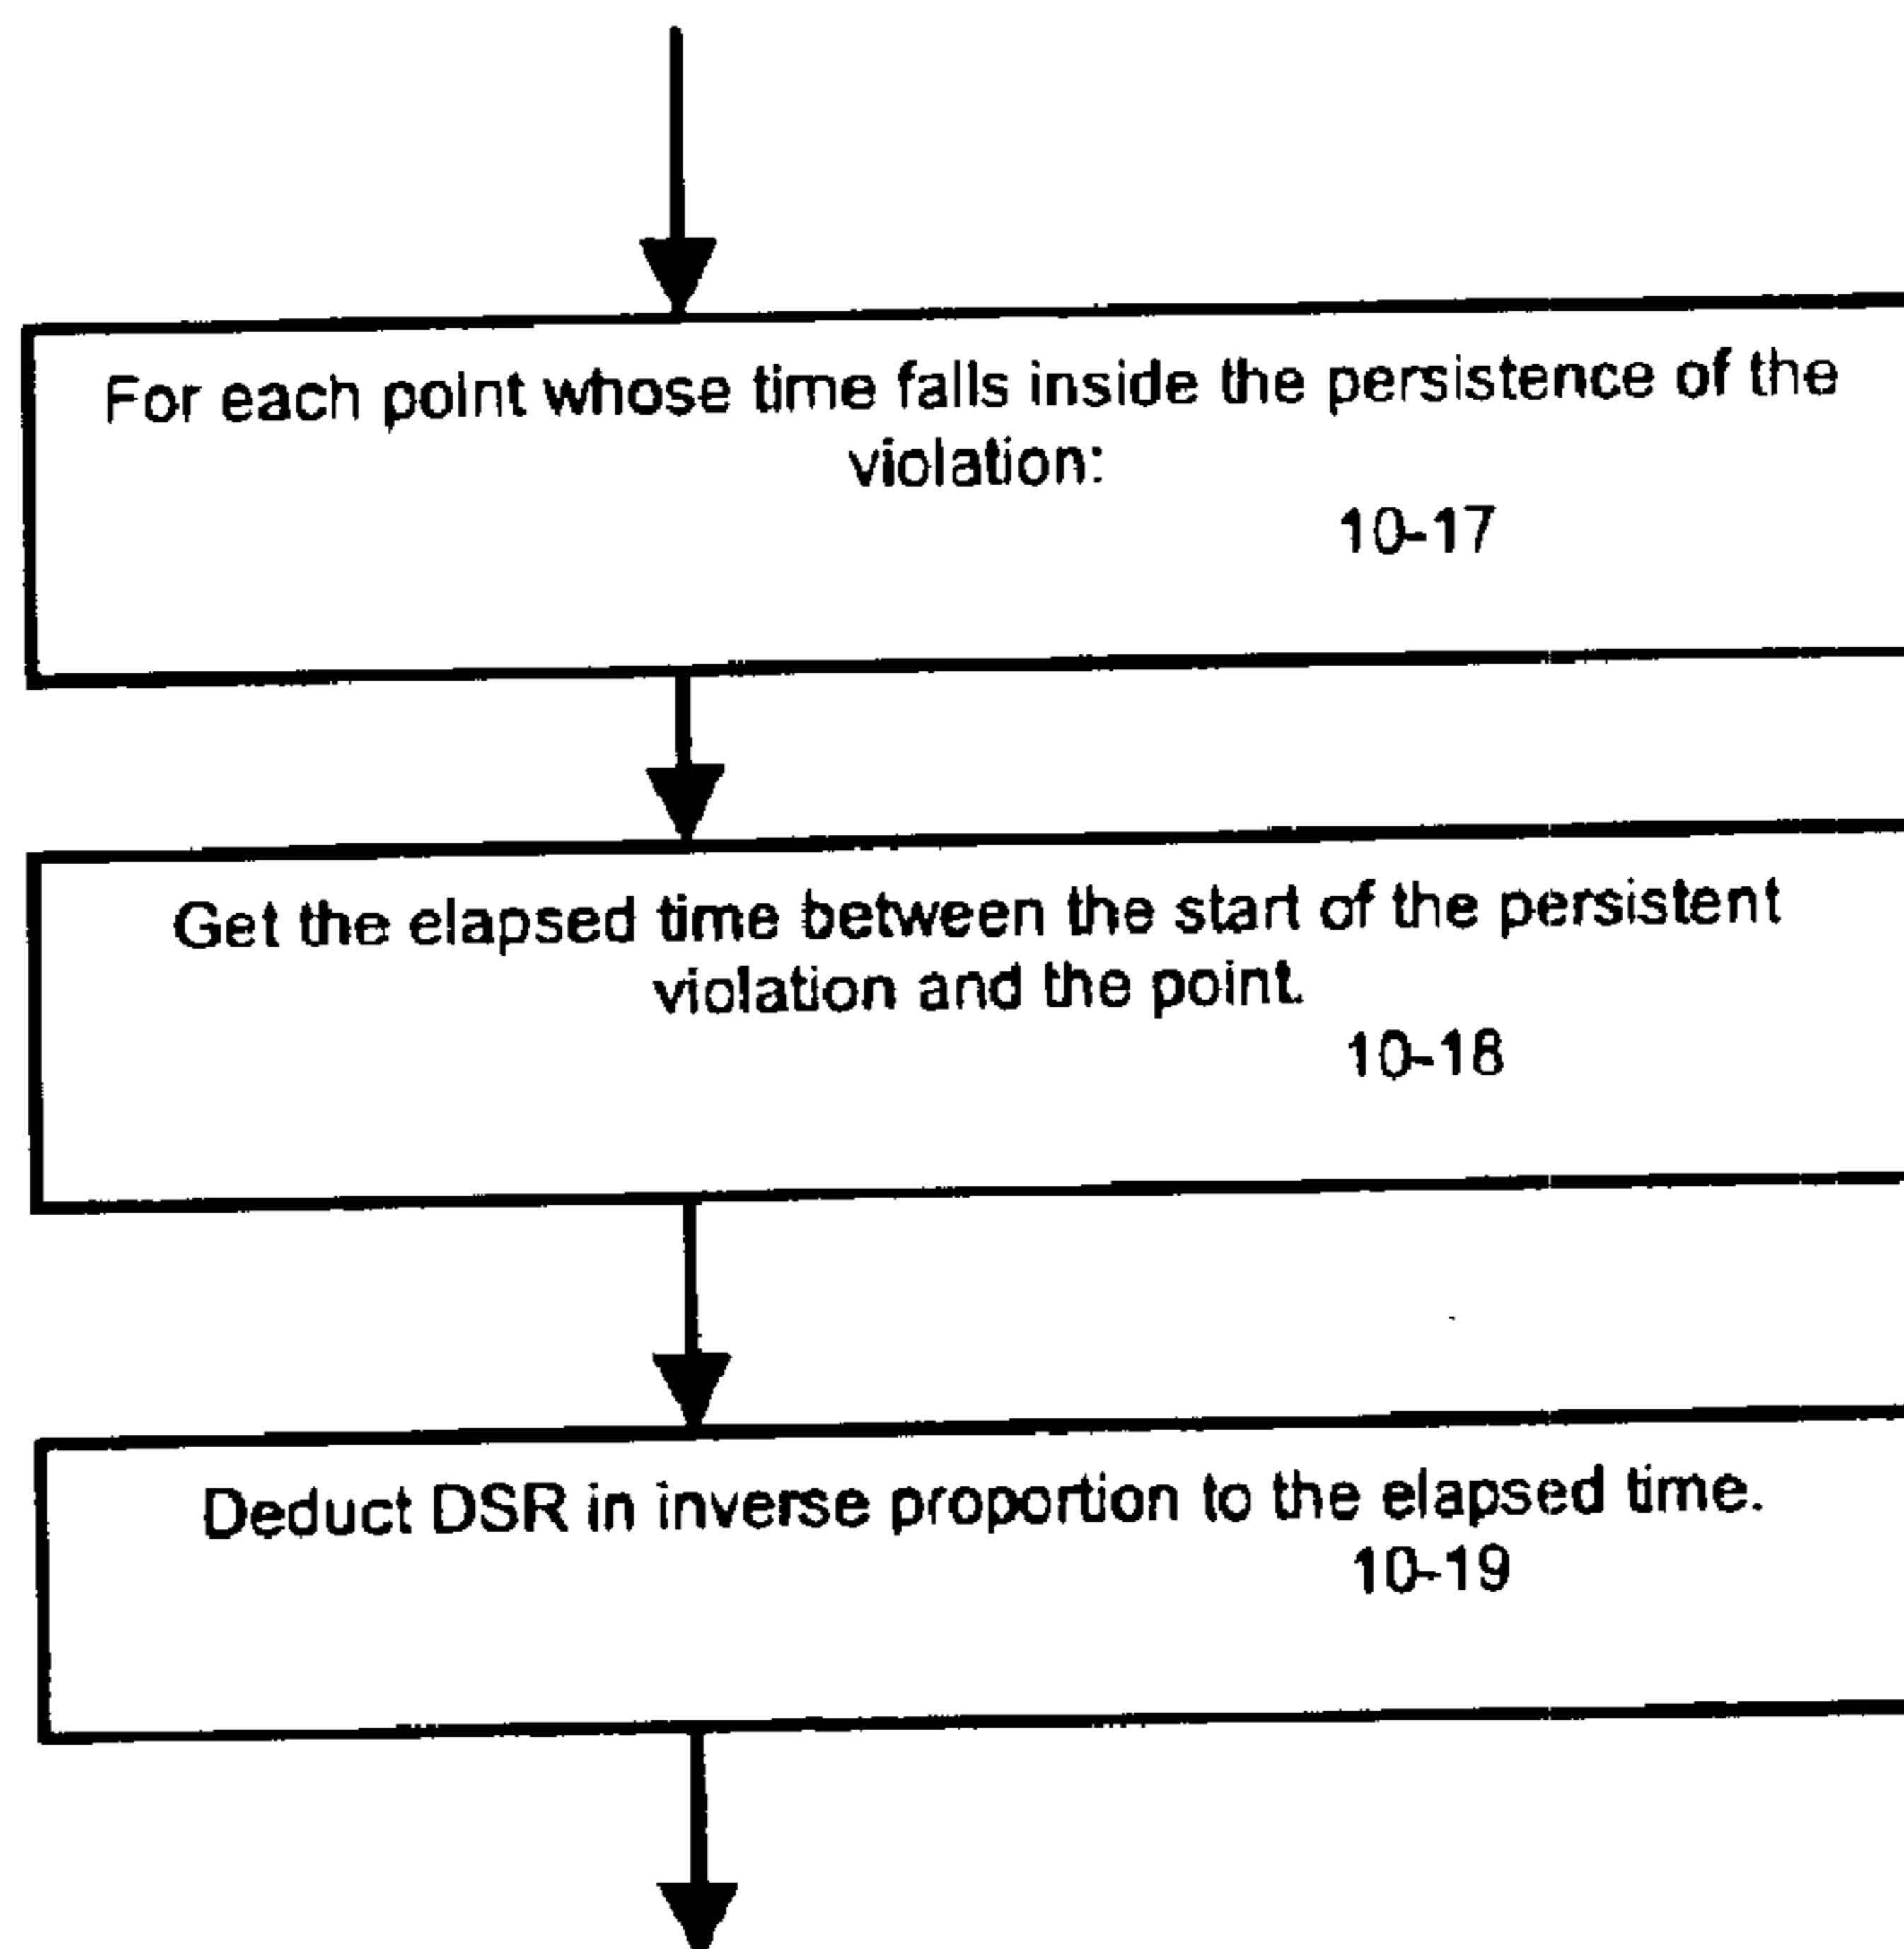 For each point whose time falls inside the persistence of the
violation:
10-17
Get the elapsed time between the start of the persistent
violation and the point.
10-18
Deduct DSR in inverse proportion to the elapsed time.
10-19